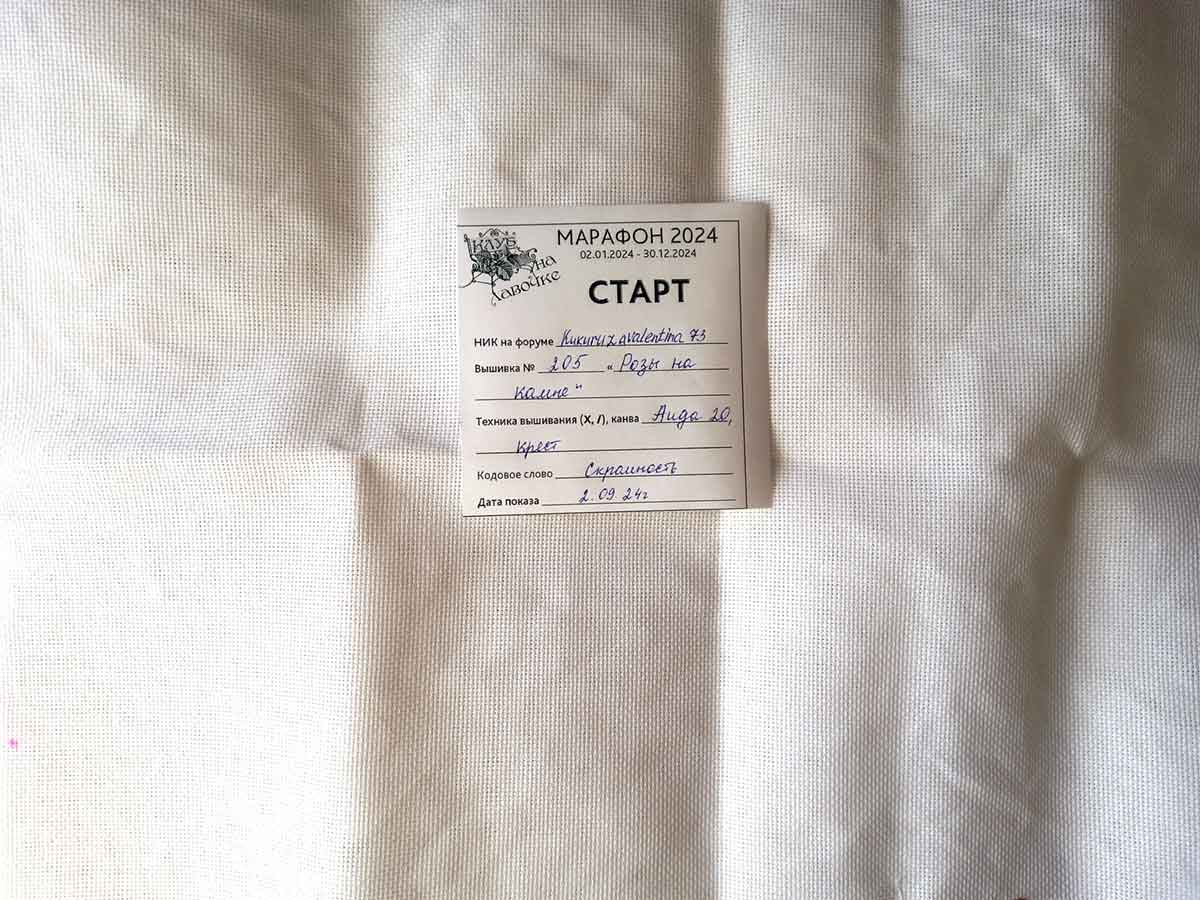 КЛУБ
на
Лавочке
МАРАФОН 2024
02.01.2024 - 30.12.2024
СТАРТ
НИК на форуме KukuruzAvalentina 73
Вышивка № 205 "Розы на
камне"
Техника вышивания (X, /), канва Аида 20,
крест
Кодовое слово Скромность
Дата показа 2.09.24г